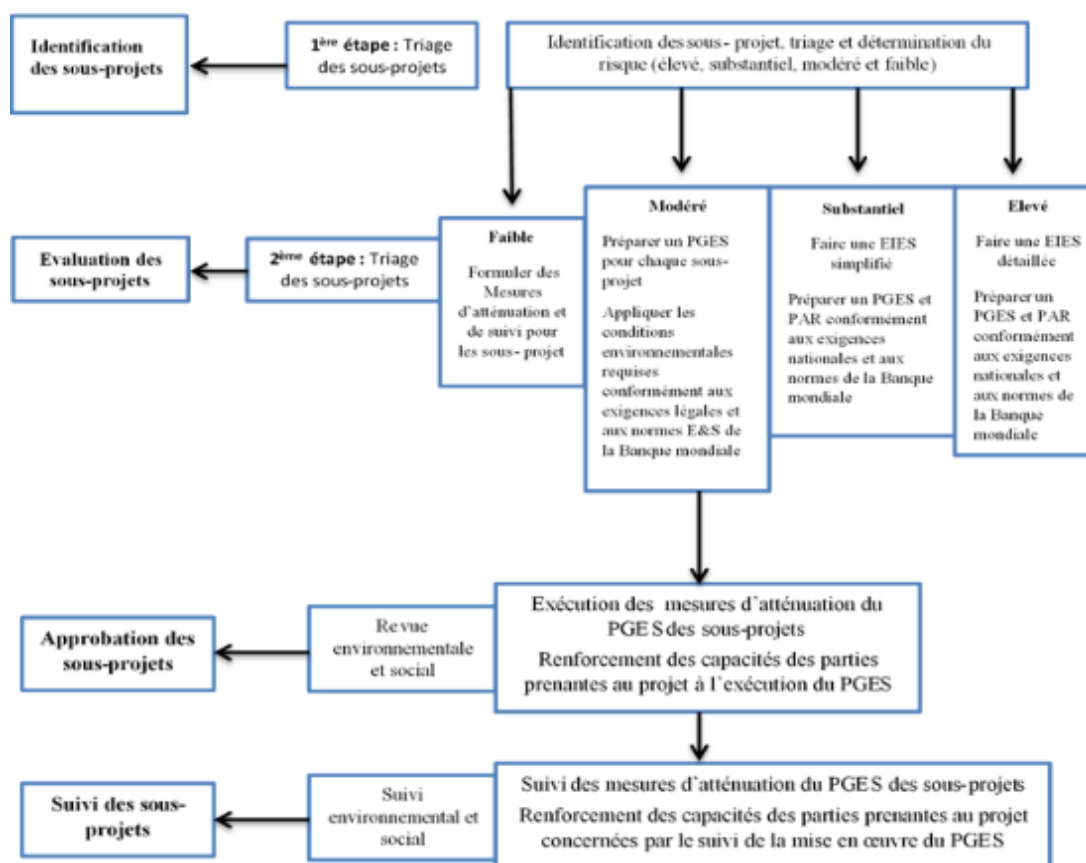 Identification
des sous-projets
1ère étape : Triage
des sous-projets
Identification des sous- projet, triage et détermination du
risque (élevé, substantiel, modéré et faible)
Evaluation des
sous-projets
2ème étape : Triage
des sous-projets
Faible
Formuler des
Mesures
d'atténuation et
de suivi pour
les sous- projet
Modéré
Préparer un PGES
pour chaque sous-
projet
Appliquer les
conditions
environnementales
requises
conformément aux
exigences légales et
aux normes E&S de
la Banque mondiale
Substantiel
Faire une EIES
simplifié
Préparer un PGES et
PAR conformément
aux exigences
nationales et aux
normes de la Banque
mondiale
Elevé
Faire une EIES
détaillée
Préparer un
PGES et PAR
conformément
aux exigences
nationales et
aux normes de
la Banque
mondiale
Approbation des
sous-projets
Revue
environnementale
et social
Exécution des mesures d'atténuation du
PGES des sous-projets
Renforcement des capacités des parties
prenantes au projet à l'exécution du PGES
Suivi des sous-
projets
Suivi
environnemental et
social
Suivi des mesures d'atténuation du PGES des sous-projets
Renforcement des capacités des parties prenantes au projet
concernées par le suivi de la mise en œuvre du PGES